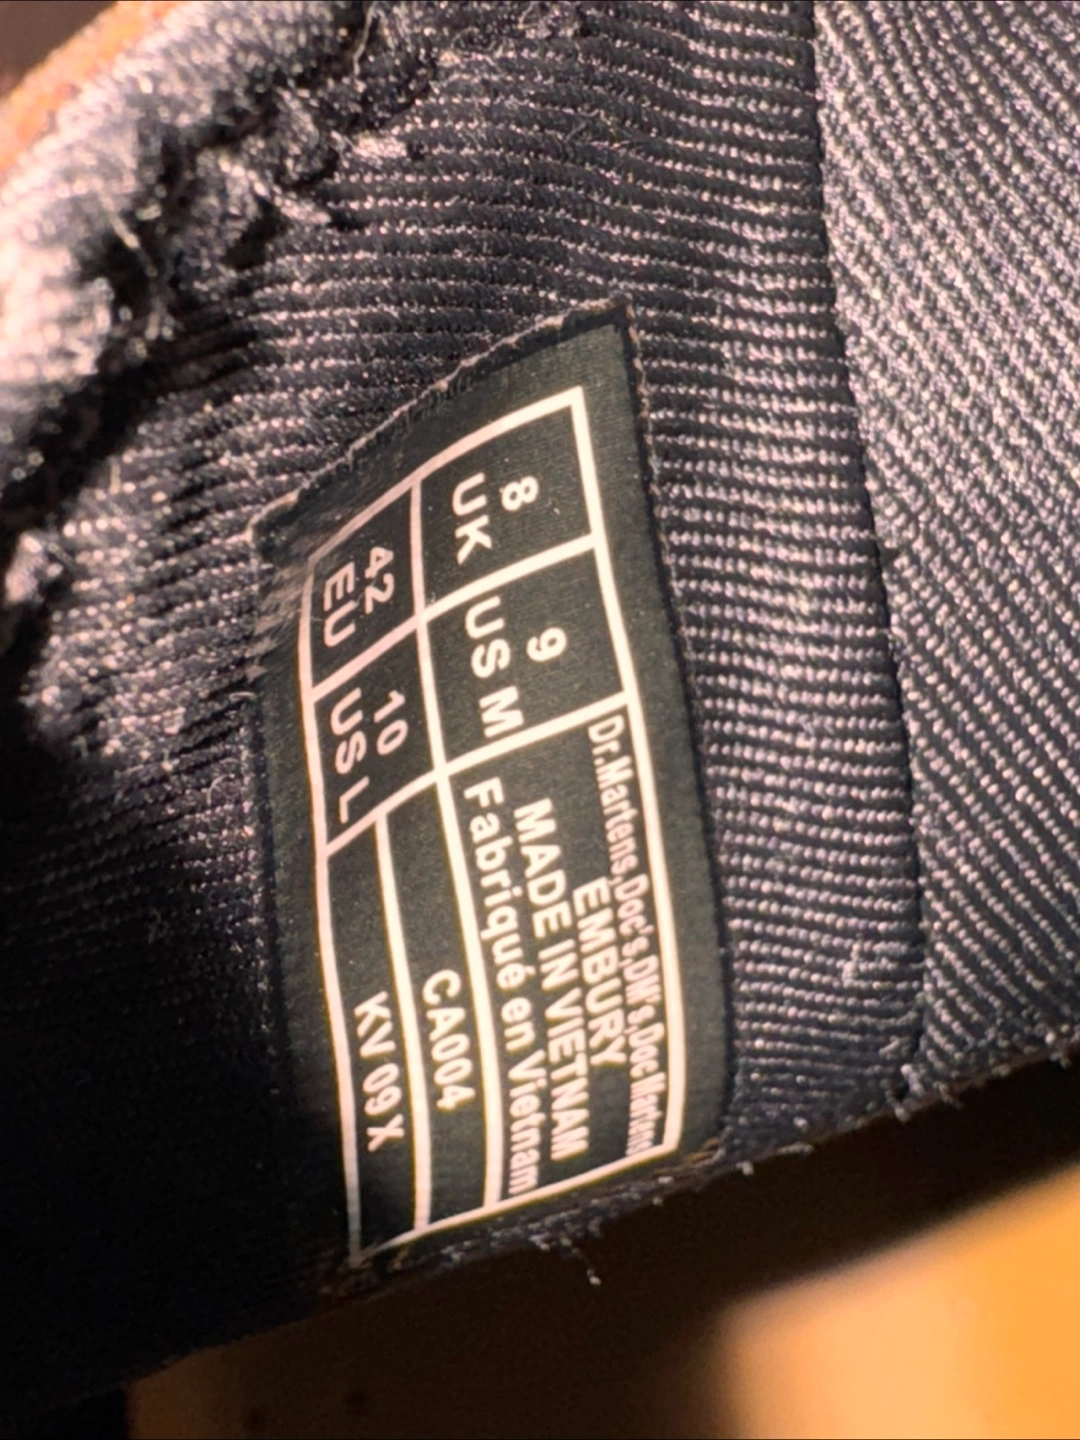 8 UK
9 US M
42 EU
10 US L
Dr.Martens,Doc's,DM's,Doc Martens
EMBURY
MADE IN VIETNAM
Fabriqué en Vietnam
CA004
KV 09 X